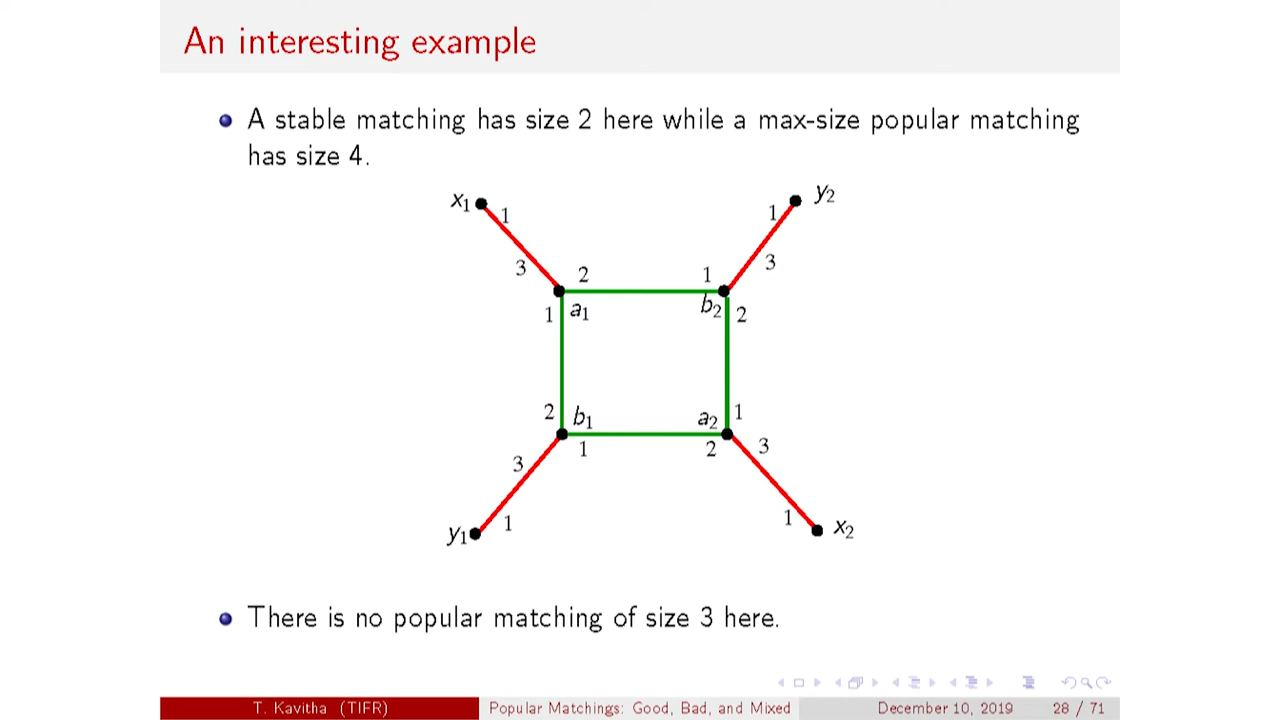 An interesting example
A stable matching has size 2 here while a max-size popular matching
has size 4.
x1 1 1 y2
3 3
2 1
1 a1 b2 2
2 b1 a2 1
1 2
3 3
y1 1 1 x2
There is no popular matching of size 3 here.
T. Kavitha (TIFR) Popular Matchings: Good, Bad, and Mixed December 10, 2019 28 / 71